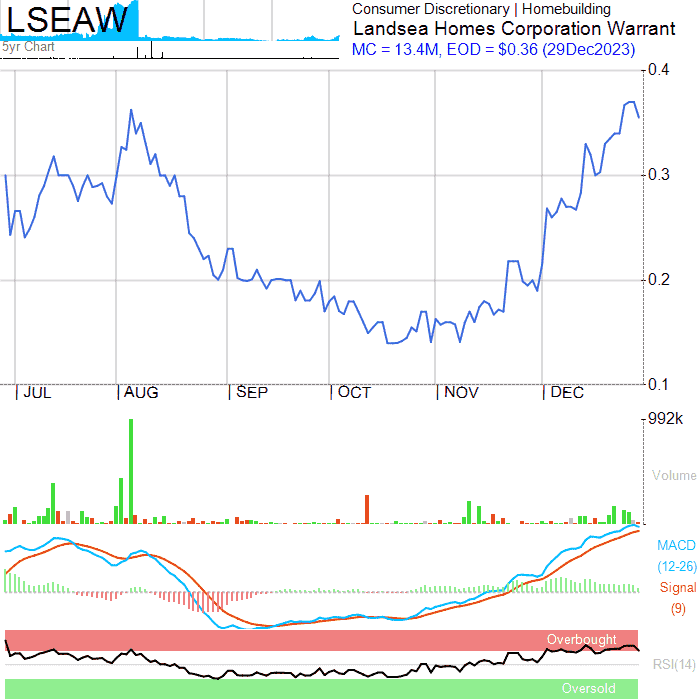 LSEAW
5yr Chart
Consumer Discretionary | Homebuilding
Landsea Homes Corporation Warrant
MC = 13.4M, EOD = $0.36 (29Dec2023)
0.4
0.3
0.2
0.1
JUL AUG SEP OCT NOV DEC
992k
Volume
MACD
(12-26)
Signal
(9)
Overbought
RSI(14)
Oversold